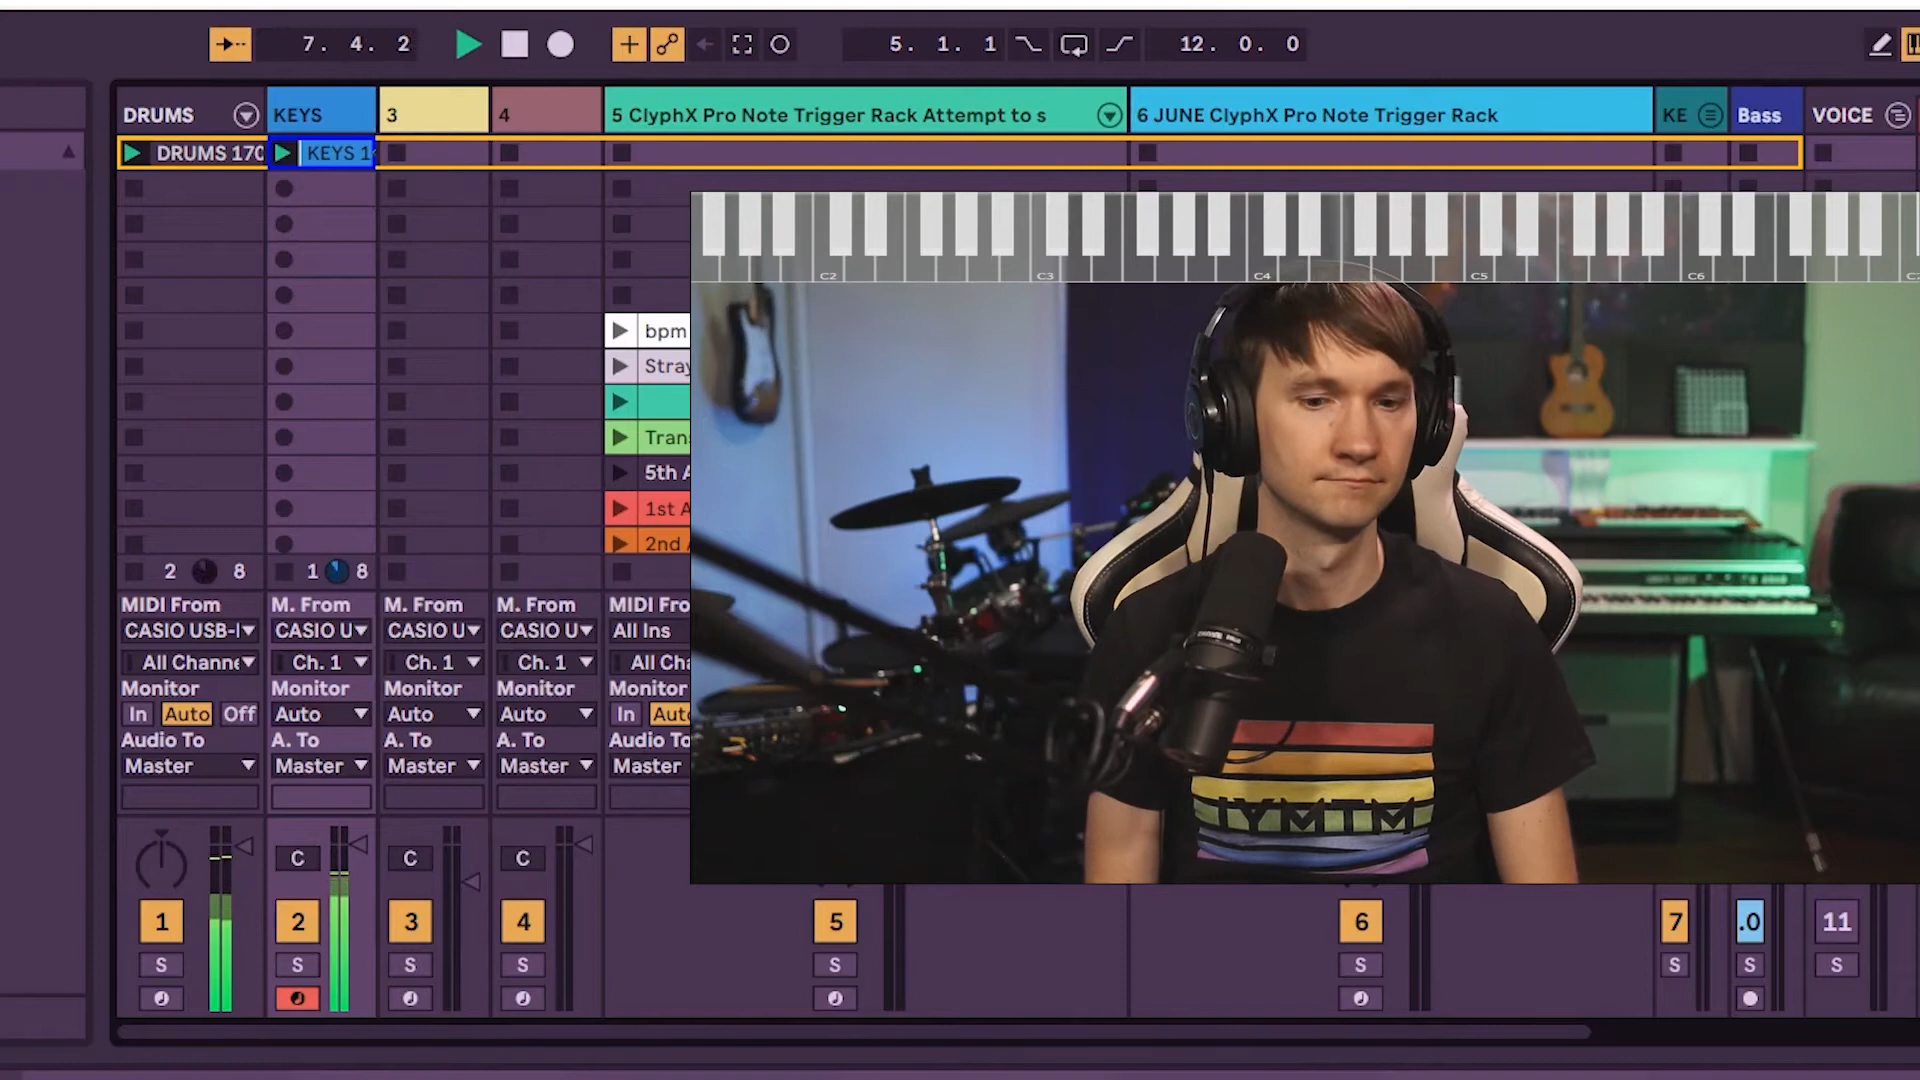 7. 4. 2
5. 1. 1
12. 0. 0
DRUMS
KEYS
3
4
5 ClyphX Pro Note Trigger Rack Attempt to s
6 JUNE ClyphX Pro Note Trigger Rack
KE
Bass
VOICE
DRUMS 170
KEYS 1
C2
C3
C4
C5
C6
bpm
Stray
Trans
5th A
1st A
2nd
2 8
1 8
MIDI From
M. From
M. From
M. From
MIDI Fro
CASIO USB-
CASIO U
CASIO U
CASIO U
All Ins
All Channe
Ch. 1
Ch. 1
Ch. 1
All Cha
Monitor
Monitor
Monitor
Monitor
Monitor
In Auto Off
Auto
Auto
Auto
In Auto
Audio To
A. To
A. To
A. To
Audio To
Master
Master
Master
Master
Master
IYMTM
C
C
C
1
2
3
4
5
6
7
.0
11
S
S
S
S
S
S
S
S
S